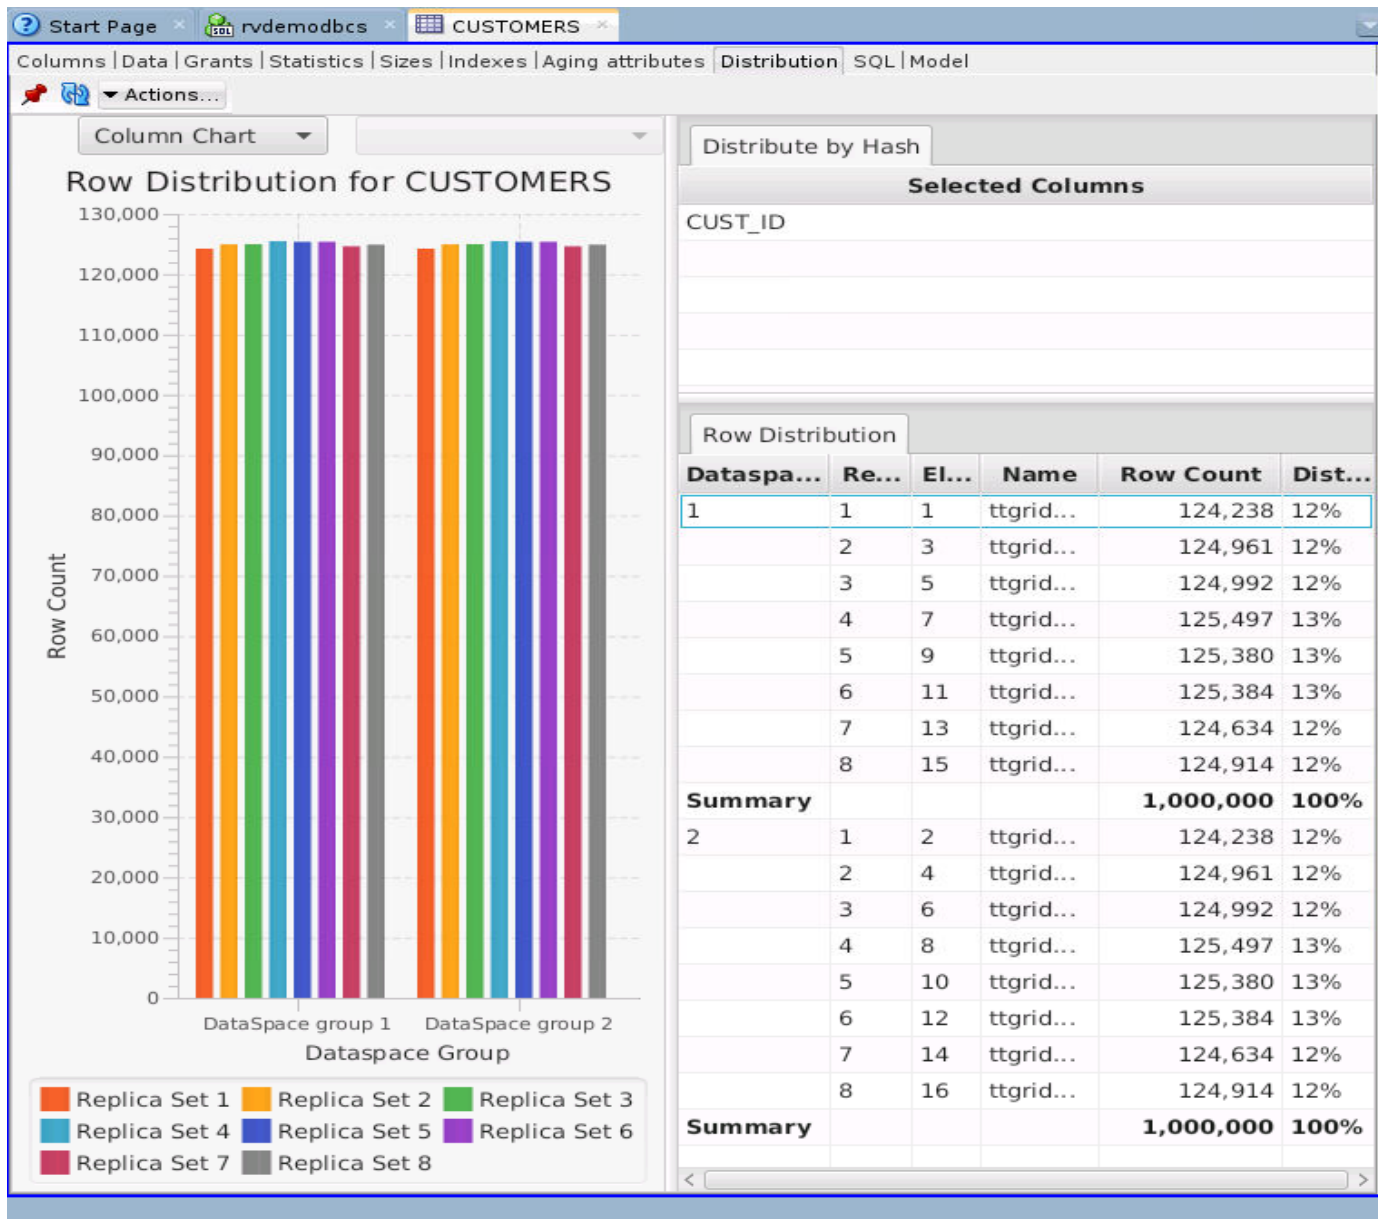 Start Page × rvdemodbcs × CUSTOMERS ×
Columns | Data | Grants | Statistics | Sizes | Indexes | Aging attributes Distribution SQL | Model
Actions...
Column Chart
Row Distribution for CUSTOMERS
130,000
120,000
110,000
100,000
90,000
80,000
70,000
60,000
50,000
40,000
30,000
20,000
10,000
0
Row Count
DataSpace group 1 DataSpace group 2
Dataspace Group
Replica Set 1 Replica Set 2 Replica Set 3
Replica Set 4 Replica Set 5 Replica Set 6
Replica Set 7 Replica Set 8
Distribute by Hash
Selected Columns
CUST_ID
Row Distribution
Dataspa... Re... El... Name Row Count Dist...
1 1 1 ttgrid... 124,238 12%
2 3 ttgrid... 124,961 12%
3 5 ttgrid... 124,992 12%
4 7 ttgrid... 125,497 13%
5 9 ttgrid... 125,380 13%
6 11 ttgrid... 125,384 13%
7 13 ttgrid... 124,634 12%
8 15 ttgrid... 124,914 12%
Summary 1,000,000 100%
2 1 2 ttgrid... 124,238 12%
2 4 ttgrid... 124,961 12%
3 6 ttgrid... 124,992 12%
4 8 ttgrid... 125,497 13%
5 10 ttgrid... 125,380 13%
6 12 ttgrid... 125,384 13%
7 14 ttgrid... 124,634 12%
8 16 ttgrid... 124,914 12%
Summary 1,000,000 100%